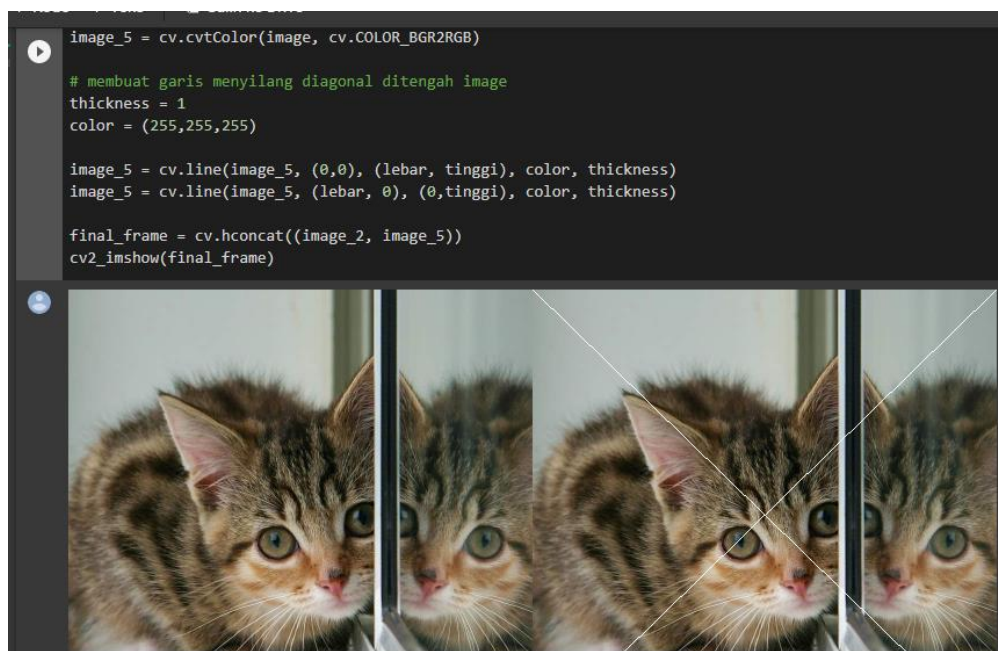 image_5 = cv.cvtColor(image, cv.COLOR_BGR2RGB)
# membuat garis menyilang diagonal ditengah image
thickness = 1
color = (255,255,255)
image_5 = cv.line(image_5, (0,0), (lebar, tinggi), color, thickness)
image_5 = cv.line(image_5, (lebar, 0), (0,tinggi), color, thickness)
final_frame = cv.hconcat((image_2, image_5))
cv2_imshow(final_frame)